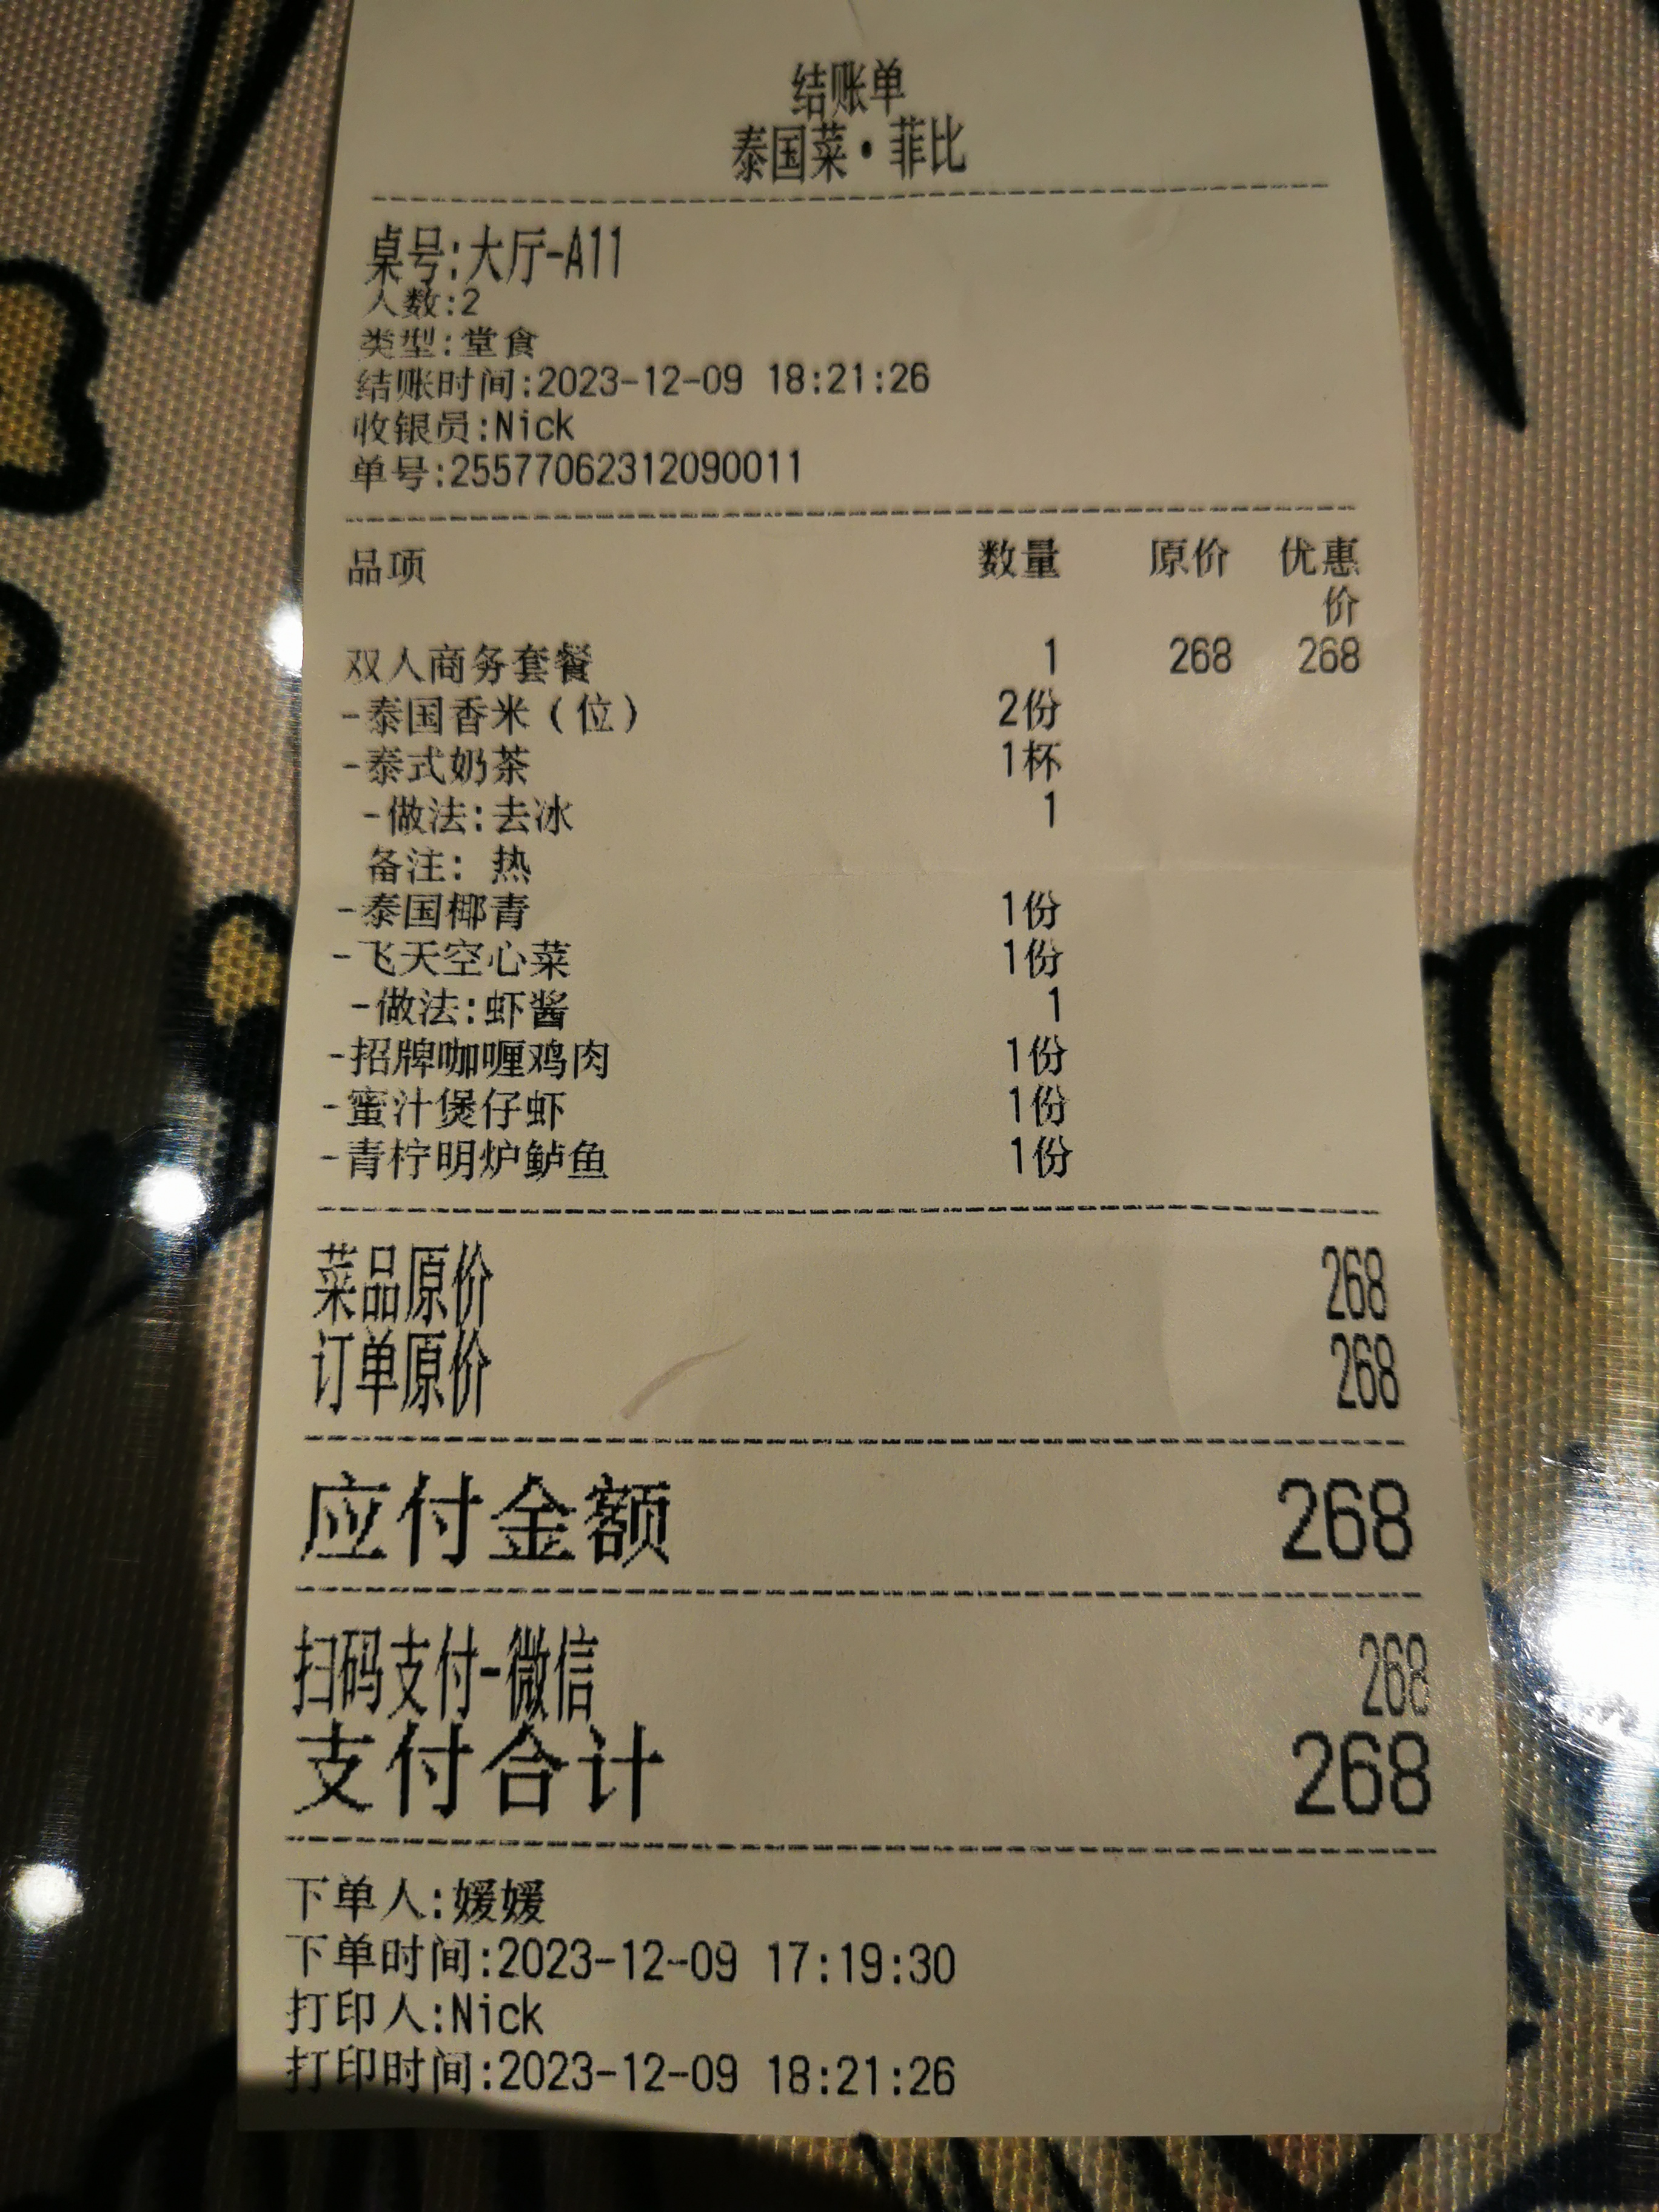 结账单
泰国菜·菲比
桌号:大厅-A11
人数:2
类型:堂食
结账时间:2023-12-09 18:21:26
收银员:Nick
单号:25577062312090011
品项 数量 原价 优惠
价
双人商务套餐 1 268 268
-泰国香米(位) 2份
-泰式奶茶 1杯
-做法:去冰 1
备注: 热
-泰国椰青 1份
-飞天空心菜 1份
-做法:虾酱 1
-招牌咖喱鸡肉 1份
-蜜汁煲仔虾 1份
-青柠明炉鲈鱼 1份
菜品原价 268
订单原价 268
应付金额 268
扫码支付-微信 268
支付合计 268
下单人:媛媛
下单时间:2023-12-09 17:19:30
打印人:Nick
打印时间:2023-12-09 18:21:26